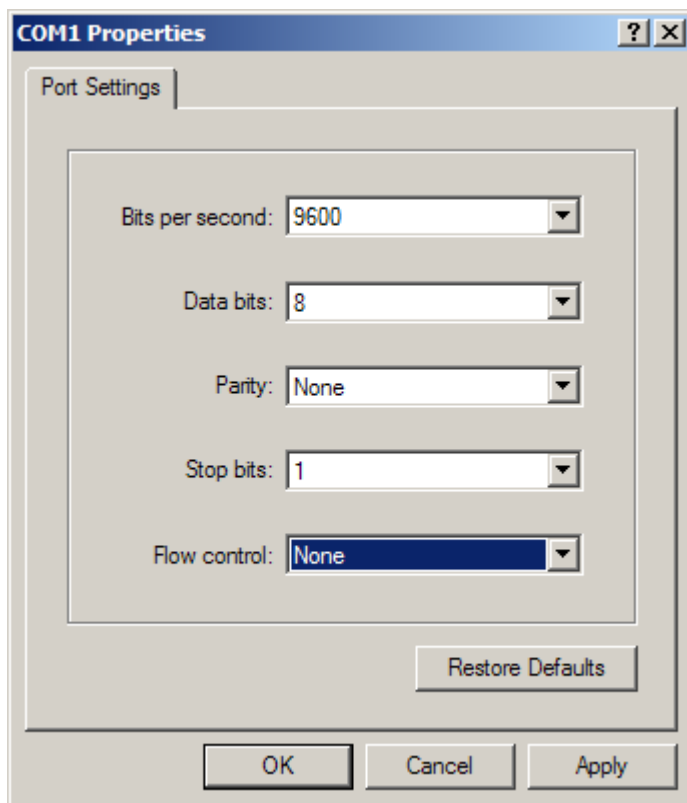 COM1 Properties
Port Settings
Bits per second: 9600
Data bits: 8
Parity: None
Stop bits: 1
Flow control: None
Restore Defaults
OK Cancel Apply